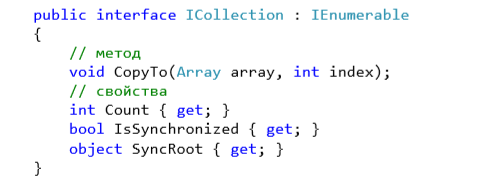 public interface ICollection : IEnumerable
{
    // метод
    void CopyTo(Array array, int index);
    // свойства
    int Count { get; }
    bool IsSynchronized { get; }
    object SyncRoot { get; }
}